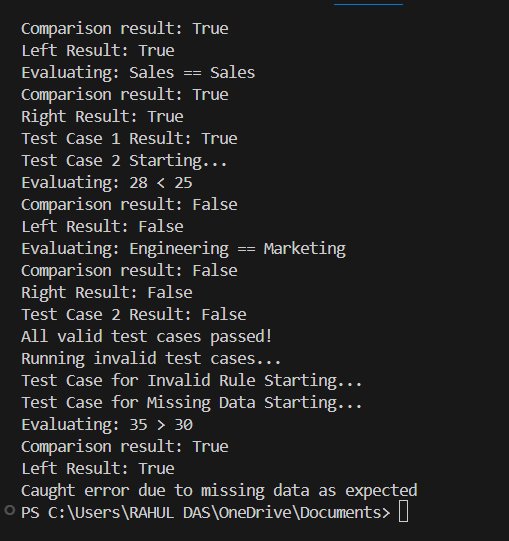 Comparison result: True
Left Result: True
Evaluating: Sales == Sales
Comparison result: True
Right Result: True
Test Case 1 Result: True
Test Case 2 Starting...
Evaluating: 28 < 25
Comparison result: False
Left Result: False
Evaluating: Engineering == Marketing
Comparison result: False
Right Result: False
Test Case 2 Result: False
All valid test cases passed!
Running invalid test cases...
Test Case for Invalid Rule Starting...
Test Case for Missing Data Starting...
Evaluating: 35 > 30
Comparison result: True
Left Result: True
Caught error due to missing data as expected
PS C:\Users\RAHUL DAS\OneDrive\Documents>